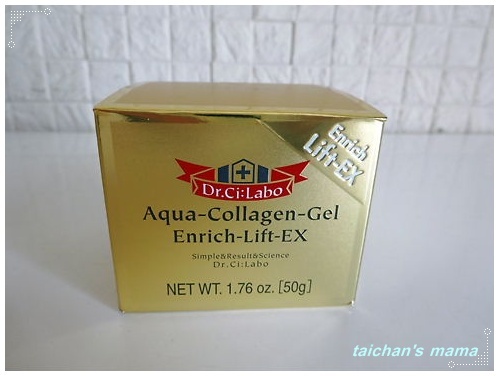 Enrich
Lift-EX
Dr.Ci:Labo
Aqua-Collagen-Gel
Enrich-Lift-EX
Simple&Result&Science
Dr.Ci:Labo
NET WT. 1.76 oz. [50g]
taichan's mama